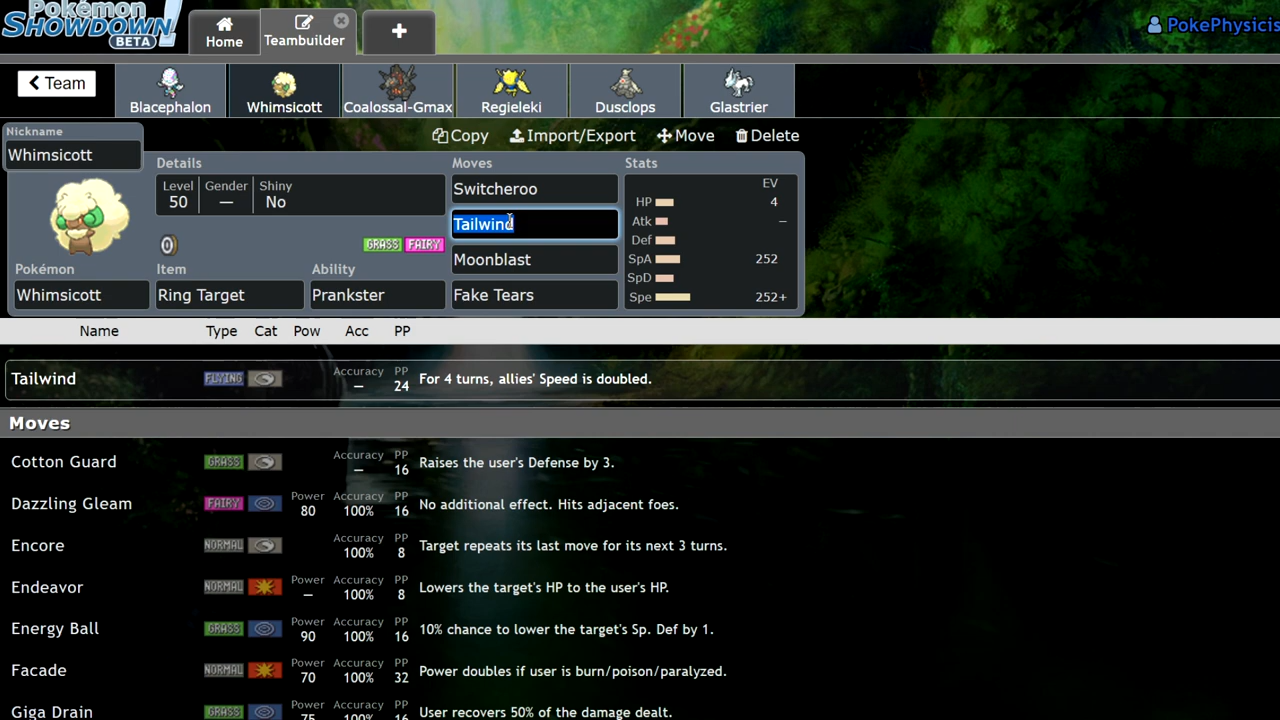 Pokémon
SHOWDOWN!
BETA
Home
Teambuilder
PokePhysicis
Team
Blacephalon
Whimsicott
Coalossal-Gmax
Regieleki
Dusclops
Glastrier
Copy
Import/Export
Move
Delete
Nickname
Whimsicott
Details
Level Gender Shiny
50 — No
GRASS FAIRY
Pokémon Item Ability
Whimsicott Ring Target Prankster
Moves
Switcheroo
Tailwind
Moonblast
Fake Tears
Stats
EV
HP 4
Atk –
Def
SpA 252
SpD
Spe 252+
Name Type Cat Pow Acc PP
Tailwind FLYING Accuracy — PP 24 For 4 turns, allies' Speed is doubled.
Moves
Cotton Guard GRASS Accuracy — PP 16 Raises the user's Defense by 3.
Dazzling Gleam FAIRY Power 80 Accuracy 100% PP 16 No additional effect. Hits adjacent foes.
Encore NORMAL Accuracy 100% PP 8 Target repeats its last move for its next 3 turns.
Endeavor NORMAL Power — Accuracy 100% PP 8 Lowers the target's HP to the user's HP.
Energy Ball GRASS Power 90 Accuracy 100% PP 16 10% chance to lower the target's Sp. Def by 1.
Facade NORMAL Power 70 Accuracy 100% PP 32 Power doubles if user is burn/poison/paralyzed.
Giga Drain GRASS Power 75 Accuracy 100% PP 16 User recovers 50% of the damage dealt.